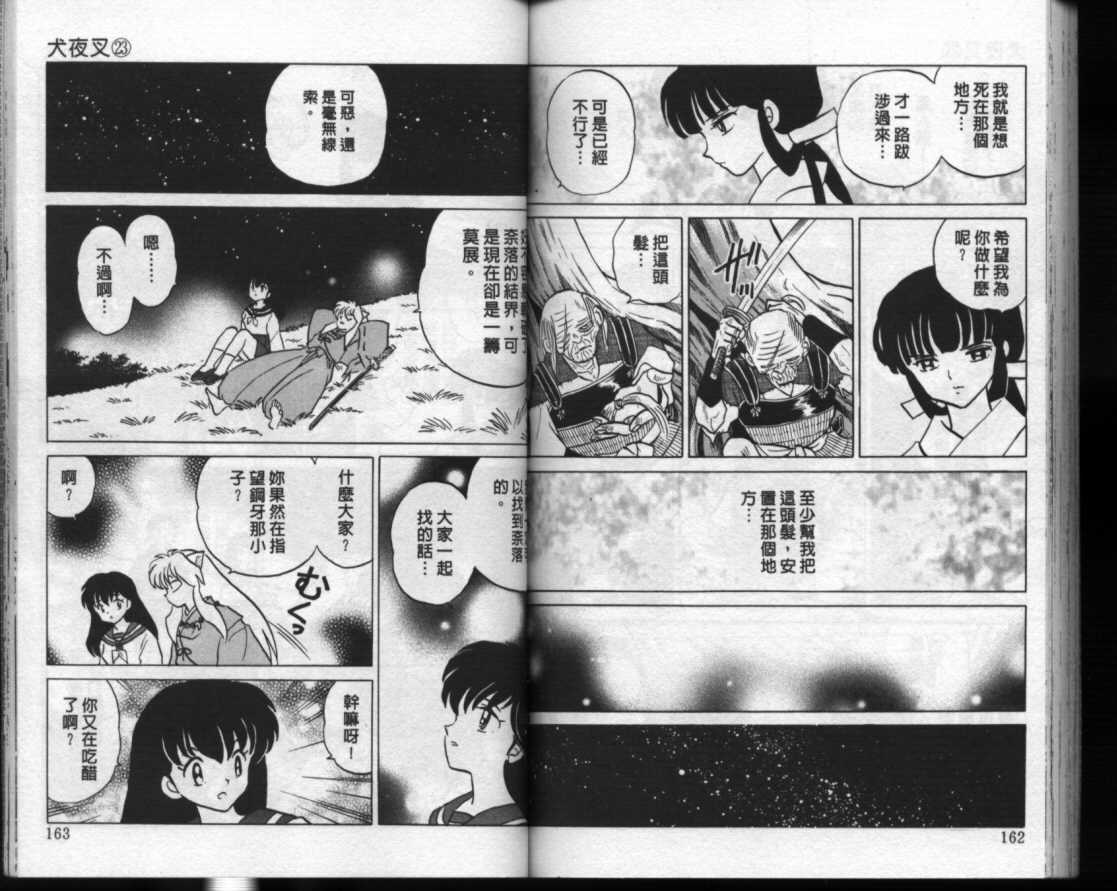 犬夜叉㉓
我就是想
死在那個
地方…
才一路跋
涉過來…
可是已經
不行了…
希望我為
你做什麼
呢？
把這頭
髮…
至少幫我把
這頭髮，安
置在那個地
方…
162
可惡，還
是毫無線
索。
奈落的結界，可
是現在卻是一籌
莫展。
嗯……
不過啊…
以找到奈落
的。
大家一起
找的話…
什麼大家？
妳果然在指
望鋼牙那小
子？
啊？
むくっ
幹嘛呀！
你又在吃醋
了啊？
163